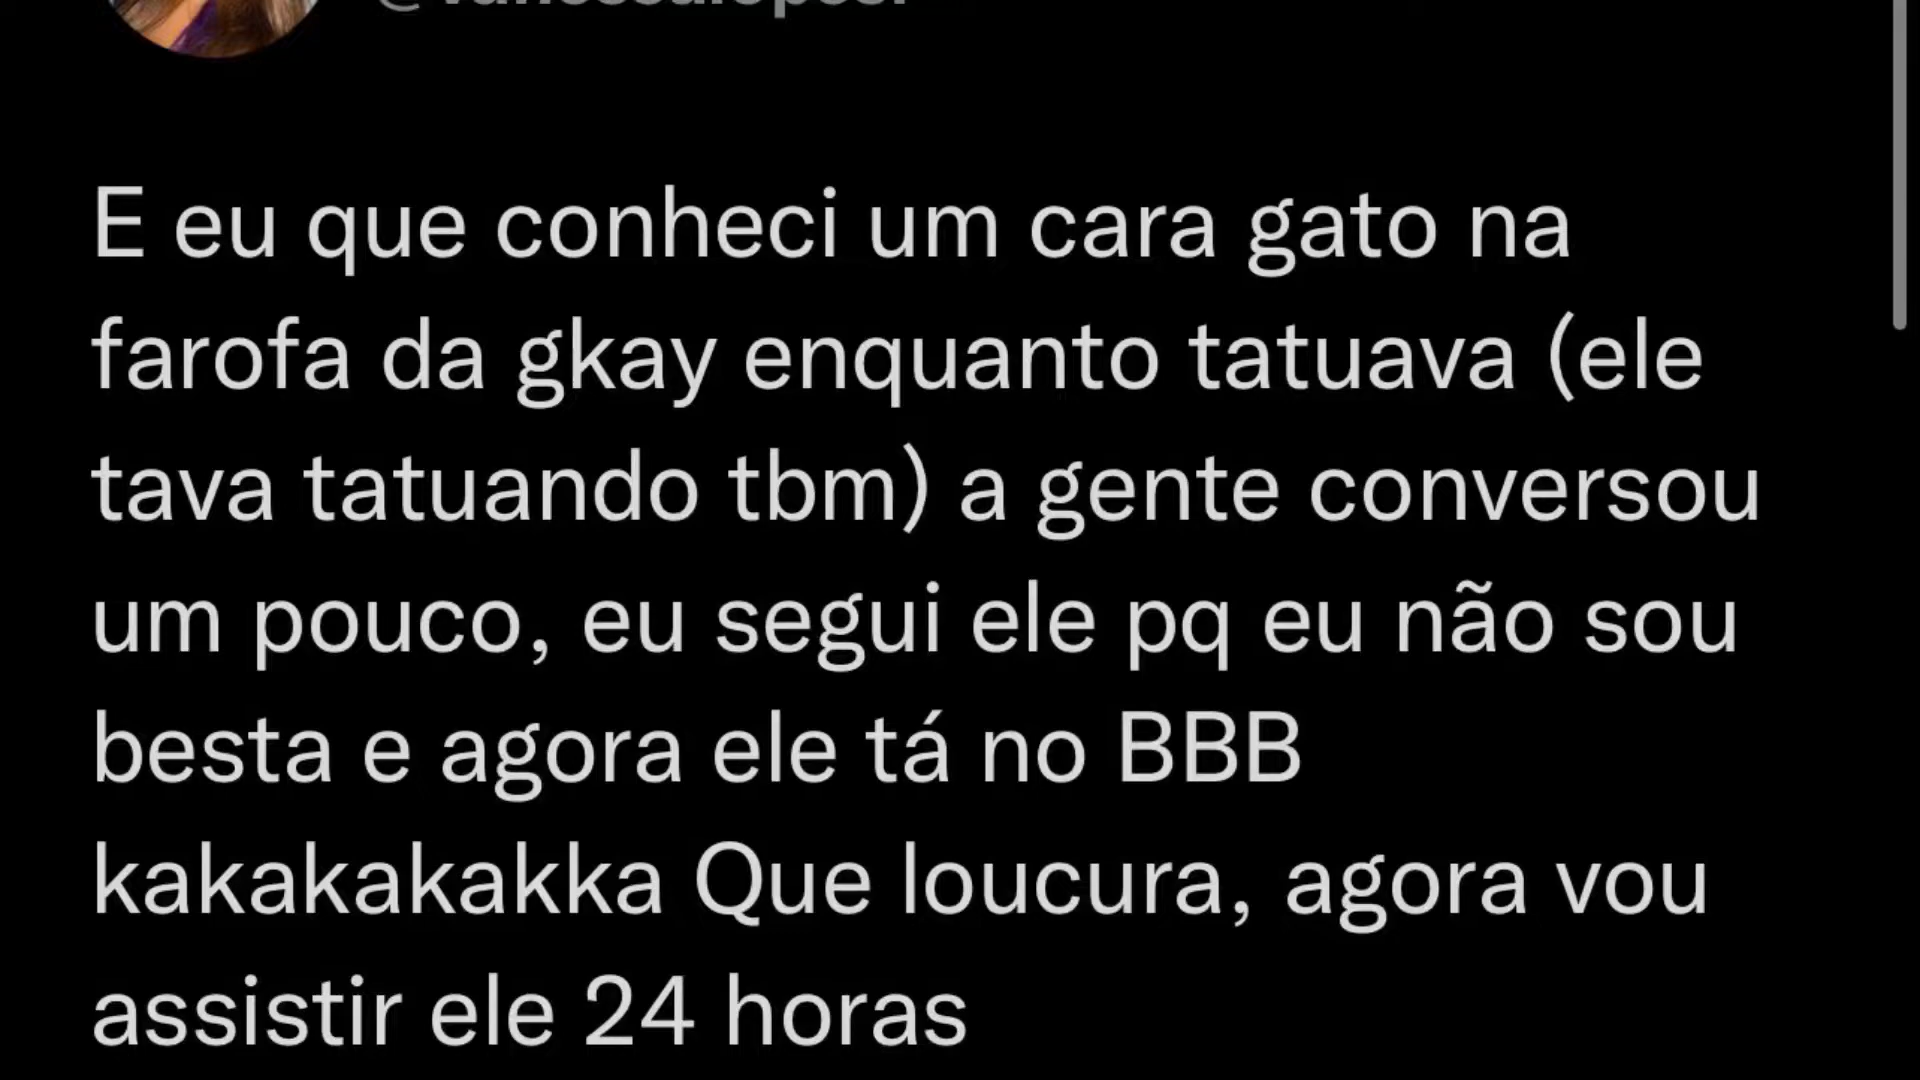 E eu que conheci um cara gato na
farofa da gkay enquanto tatuava (ele
tava tatuando tbm) a gente conversou
um pouco, eu segui ele pq eu não sou
besta e agora ele tá no BBB
kakakakakka Que loucura, agora vou
assistir ele 24 horas